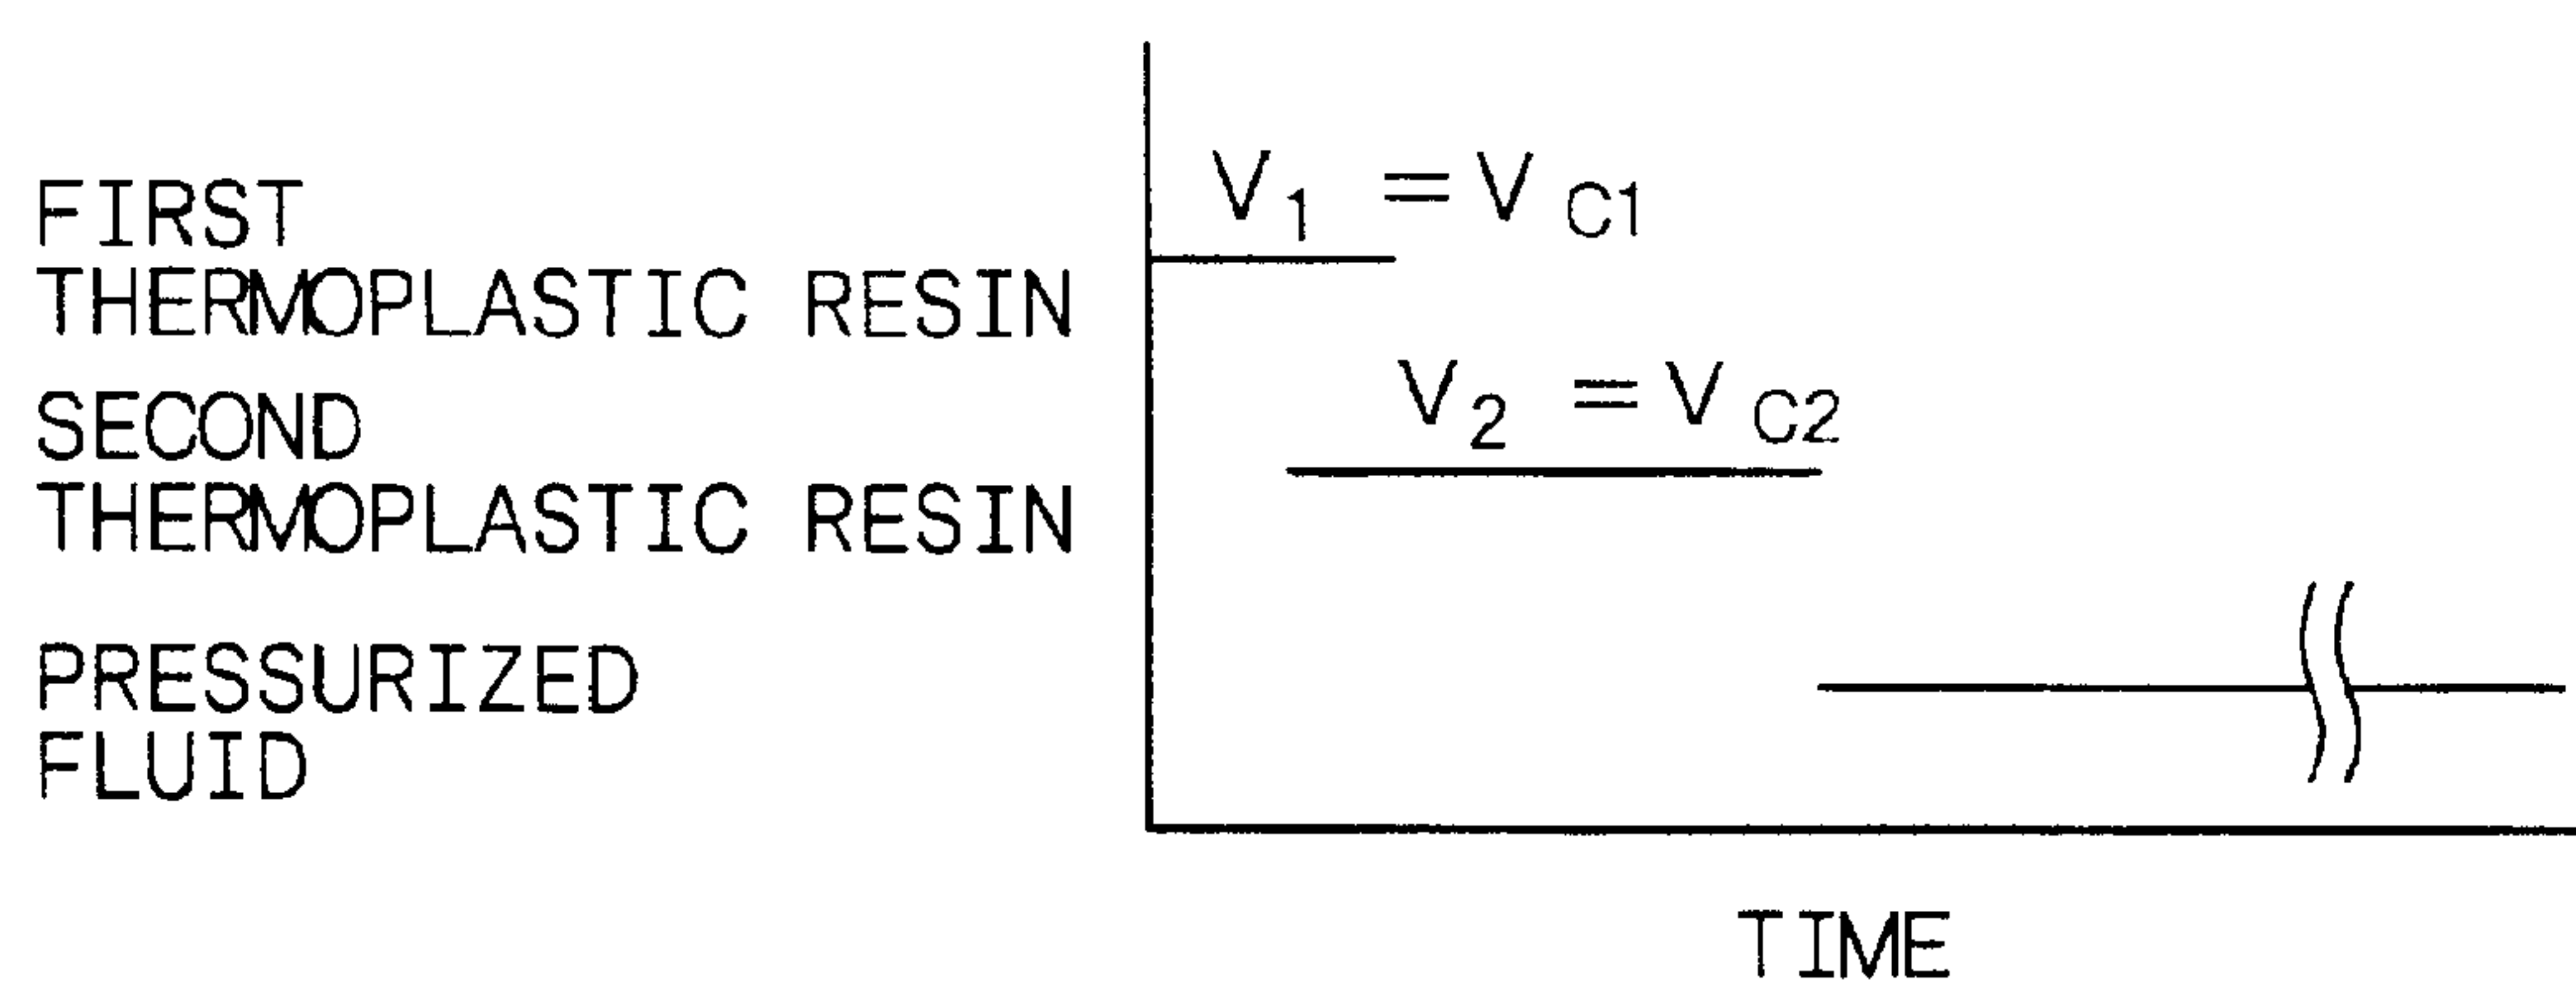 FIRST
THERMOPLASTIC RESIN
V1 = VC1
SECOND
THERMOPLASTIC RESIN
V2 = VC2
PRESSURIZED
FLUID
TIME